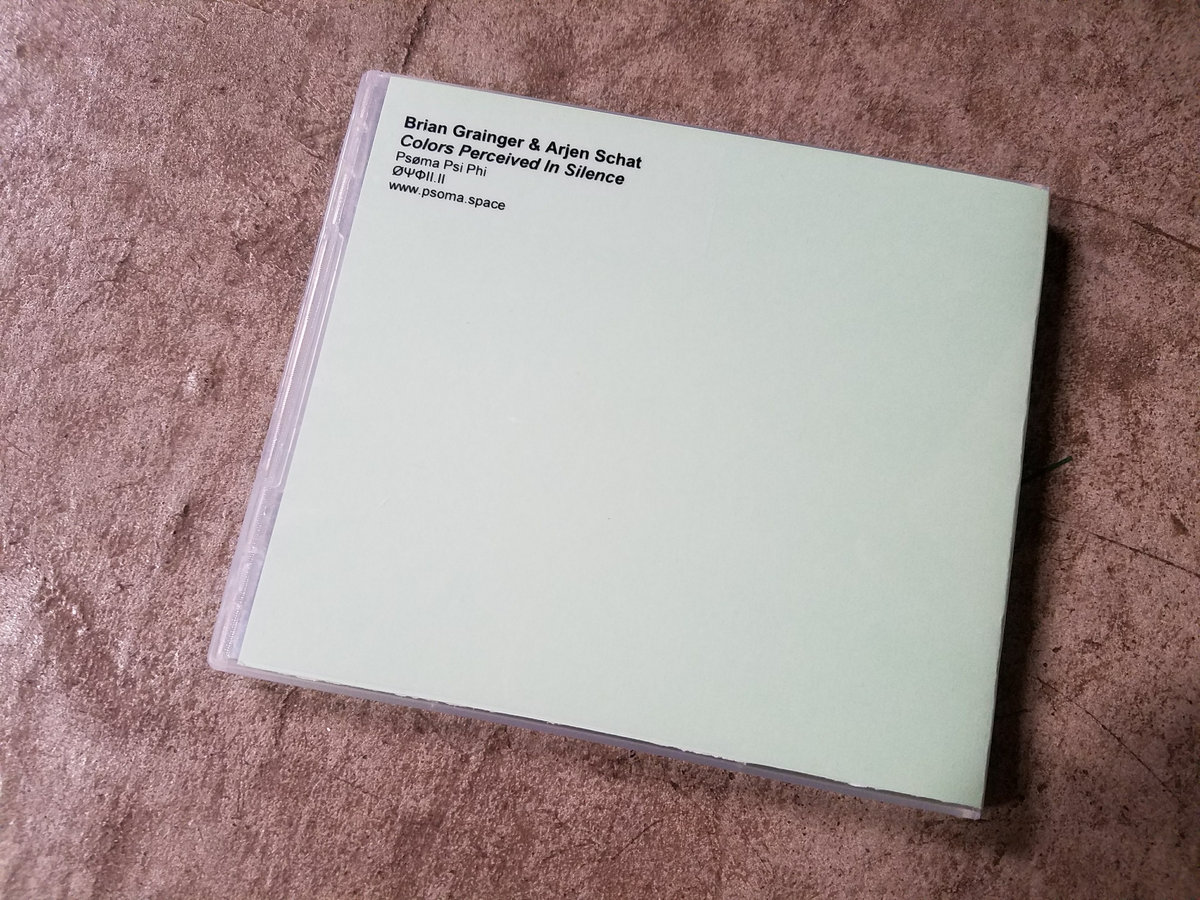 Brian Grainger & Arjen Schat
Colors Perceived In Silence
Psøma Psi Phi
ØΨΦII.II
www.psoma.space